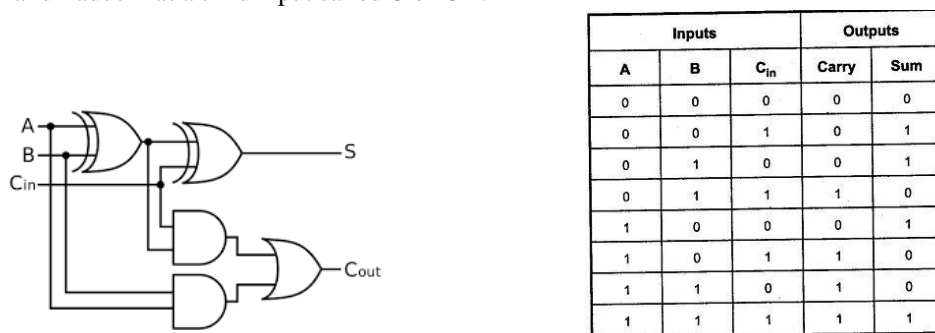 A
B
Cin
S
Cout
Inputs Outputs
A B Cin Carry Sum
0 0 0 0 0
0 0 1 0 1
0 1 0 0 1
0 1 1 1 0
1 0 0 0 1
1 0 1 1 0
1 1 0 1 0
1 1 1 1 1